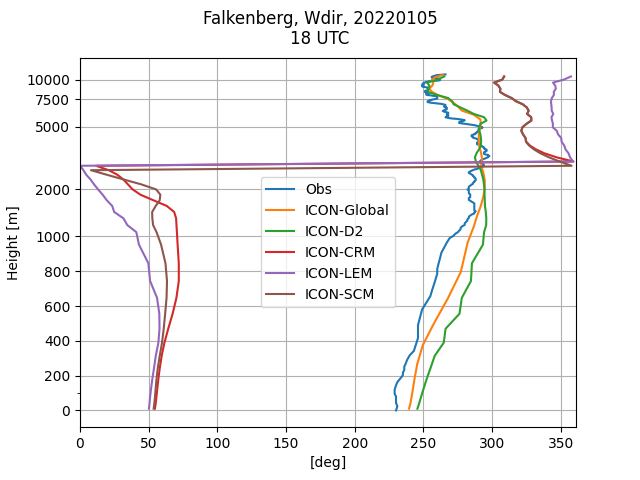 Falkenberg, Wdir, 20220105
18 UTC
Height [m]
10000
7500
5000
2000
1000
800
600
400
200
0
Obs
ICON-Global
ICON-D2
ICON-CRM
ICON-LEM
ICON-SCM
0 50 100 150 200 250 300 350
[deg]